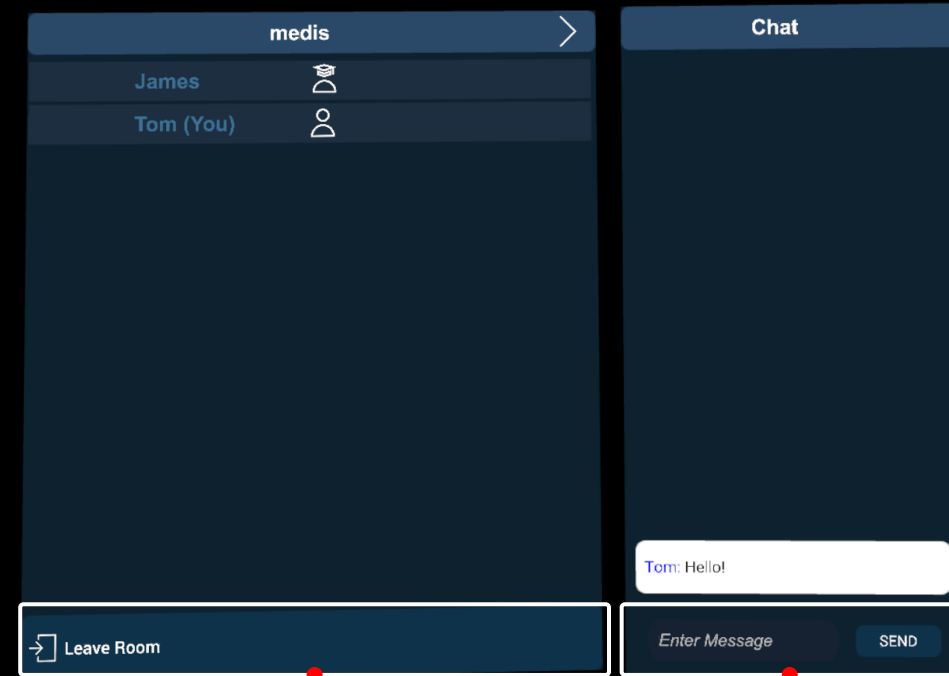 medis
James
Tom (You)
Leave Room
Chat
Tom: Hello!
Enter Message
SEND